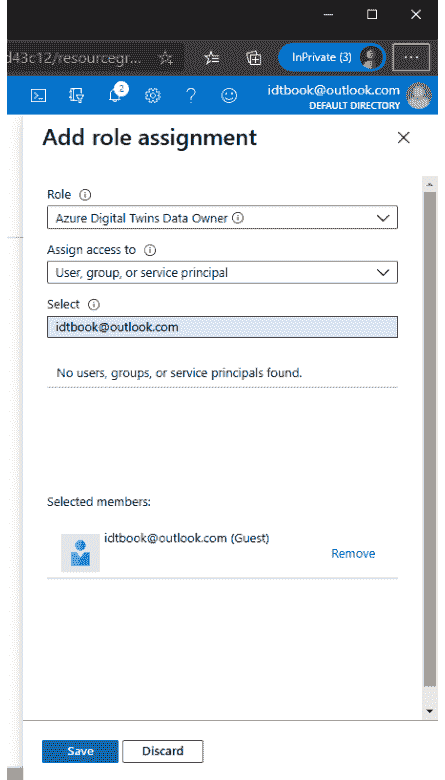 InPrivate (3)
d43c12/resourcegr...
2
idtbook@outlook.com
DEFAULT DIRECTORY
Add role assignment
Role
Azure Digital Twins Data Owner
Assign access to
User, group, or service principal
Select
idtbook@outlook.com
No users, groups, or service principals found.
Selected members:
idtbook@outlook.com (Guest)
Remove
Save
Discard